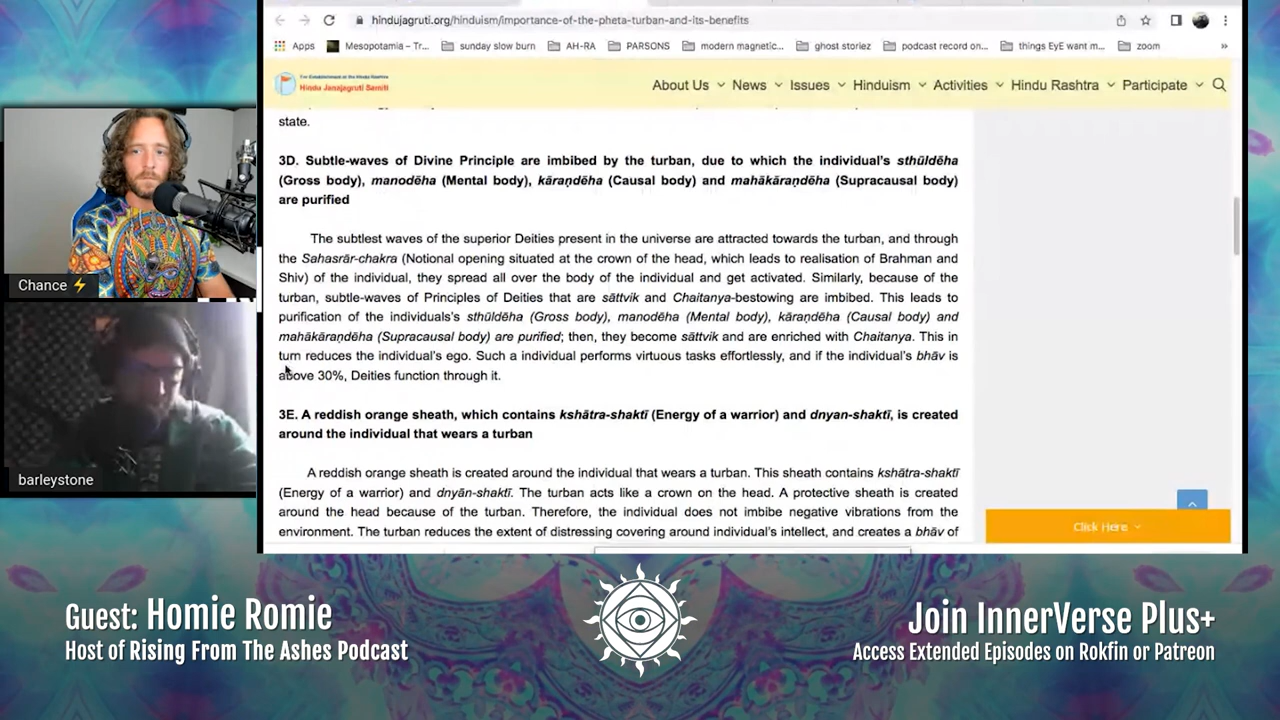 hindujagruti.org/hinduism/importance-of-the-pheta-turban-and-its-benefits
Apps
Mesopotamia – Tr...
sunday slow burn
AH-RA
PARSONS
modern magnetic...
ghost storiez
podcast record on...
things EyE want m...
zoom
»
Hindu Janajagruti Samiti
About Us
News
Issues
Hinduism
Activities
Hindu Rashtra
Participate
state.
3D. Subtle-waves of Divine Principle are imbibed by the turban, due to which the individual's sthūldēha
(Gross body), manodēha (Mental body), kāraṇdēha (Causal body) and mahākāraṇdēha (Supracausal body)
are purified
The subtlest waves of the superior Deities present in the universe are attracted towards the turban, and through
the Sahasrār-chakra (Notional opening situated at the crown of the head, which leads to realisation of Brahman and
Shiv) of the individual, they spread all over the body of the individual and get activated. Similarly, because of the
turban, subtle-waves of Principles of Deities that are sāttvik and Chaitanya-bestowing are imbibed. This leads to
purification of the individuals's sthūldēha (Gross body), manodēha (Mental body), kāraṇdēha (Causal body) and
mahākāraṇdēha (Supracausal body) are purified; then, they become sāttvik and are enriched with Chaitanya. This in
turn reduces the individual's ego. Such a individual performs virtuous tasks effortlessly, and if the individual's bhāv is
above 30%, Deities function through it.
3E. A reddish orange sheath, which contains kshātra-shaktī (Energy of a warrior) and dnyan-shaktī, is created
around the individual that wears a turban
A reddish orange sheath is created around the individual that wears a turban. This sheath contains kshātra-shaktī
(Energy of a warrior) and dnyān-shaktī. The turban acts like a crown on the head. A protective sheath is created
around the head because of the turban. Therefore, the individual does not imbibe negative vibrations from the
environment. The turban reduces the extent of distressing covering around individual's intellect, and creates a bhāv of
Click Here
Chance ⚡
barleystone
Guest: Homie Romie
Host of Rising From The Ashes Podcast
Join InnerVerse Plus+
Access Extended Episodes on Rokfin or Patreon